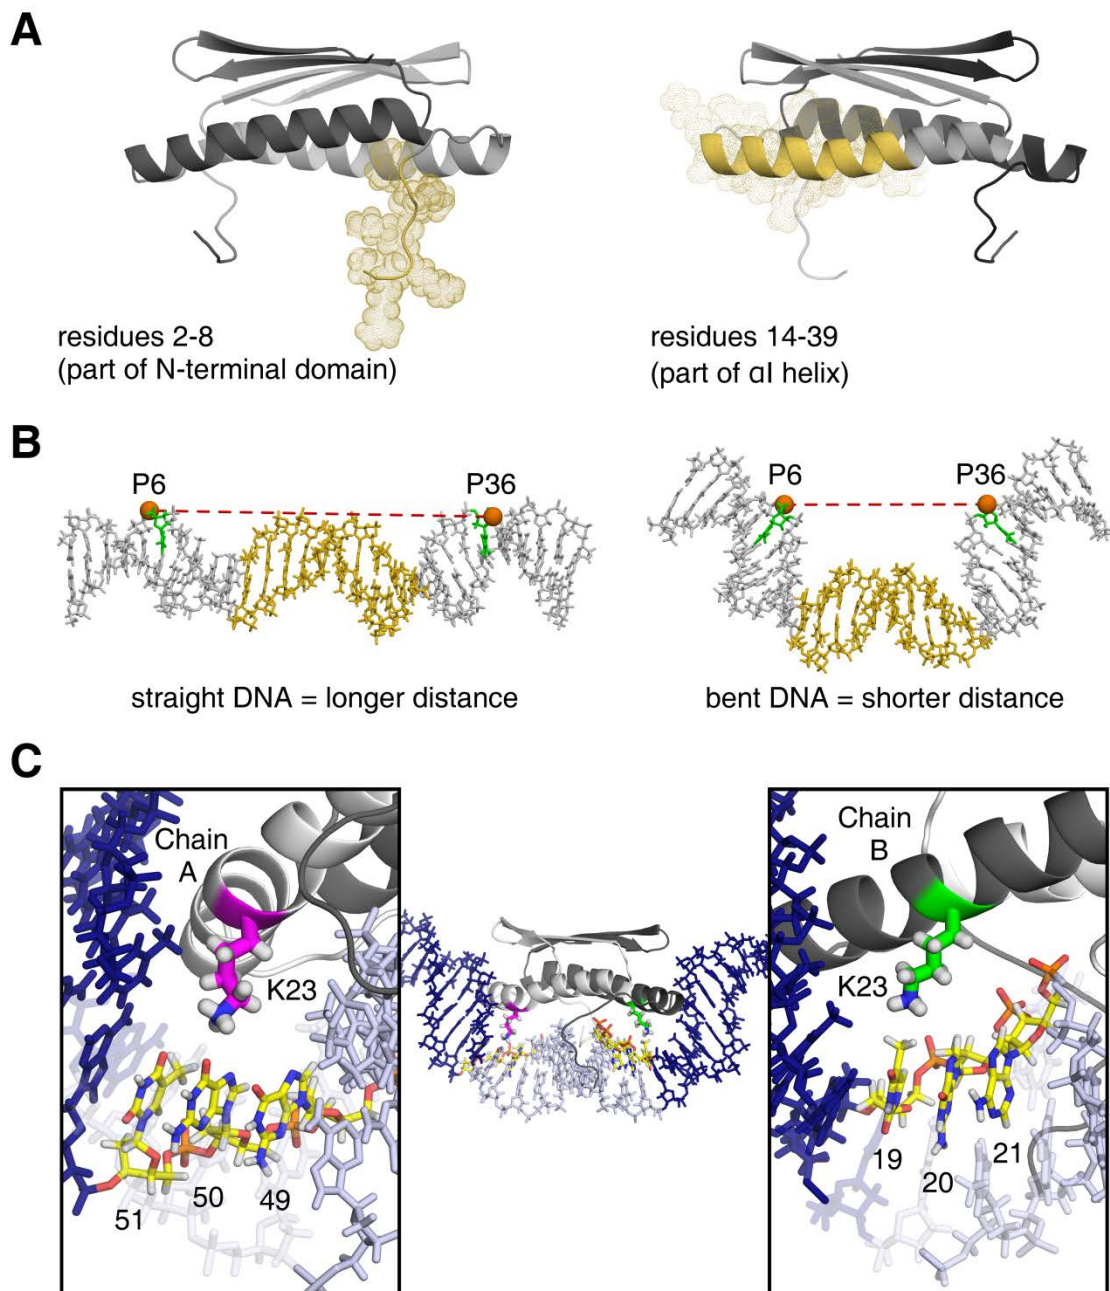 A
residues 2-8
(part of N-terminal domain)
residues 14-39
(part of αI helix)
B
P6
P36
P6
P36
straight DNA = longer distance
bent DNA = shorter distance
C
Chain
A
K23
51
50
49
Chain
B
K23
19
20
21